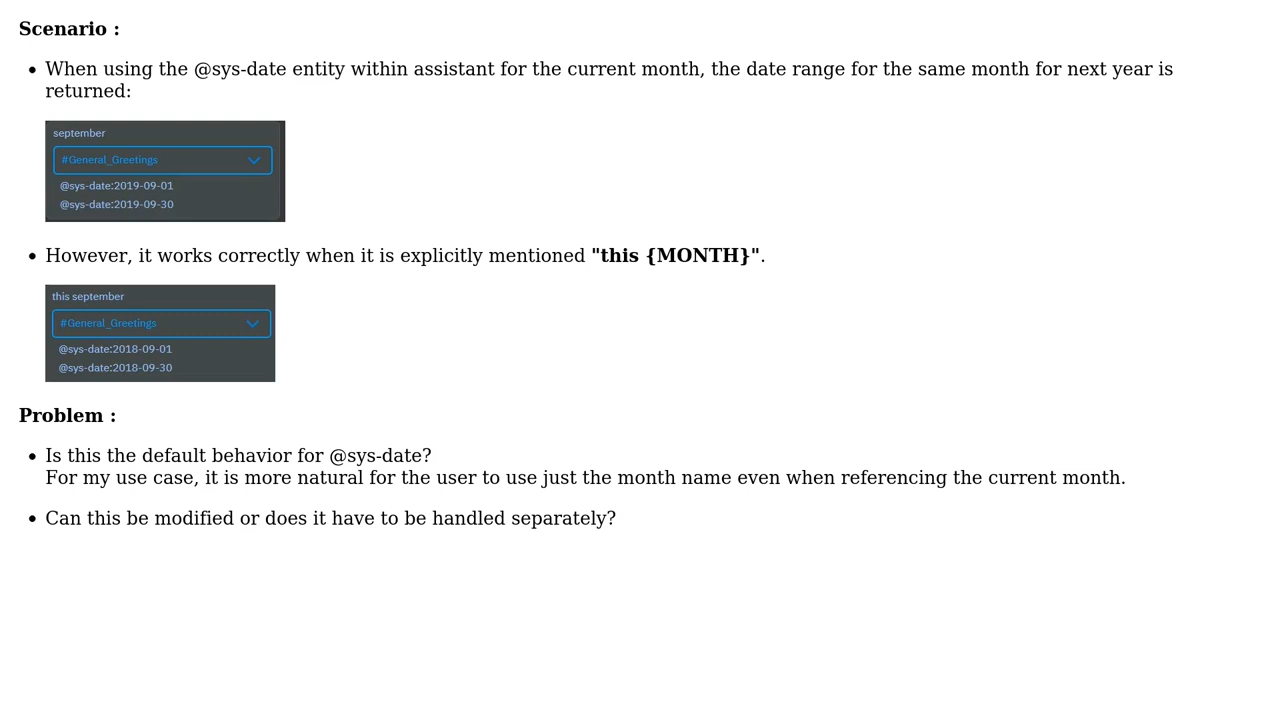 Scenario :
When using the @sys-date entity within assistant for the current month, the date range for the same month for next year is
returned:
september
#General_Greetings
@sys-date:2019-09-01
@sys-date:2019-09-30
However, it works correctly when it is explicitly mentioned "this {MONTH}".
this september
#General_Greetings
@sys-date:2018-09-01
@sys-date:2018-09-30
Problem :
Is this the default behavior for @sys-date?
For my use case, it is more natural for the user to use just the month name even when referencing the current month.
Can this be modified or does it have to be handled separately?